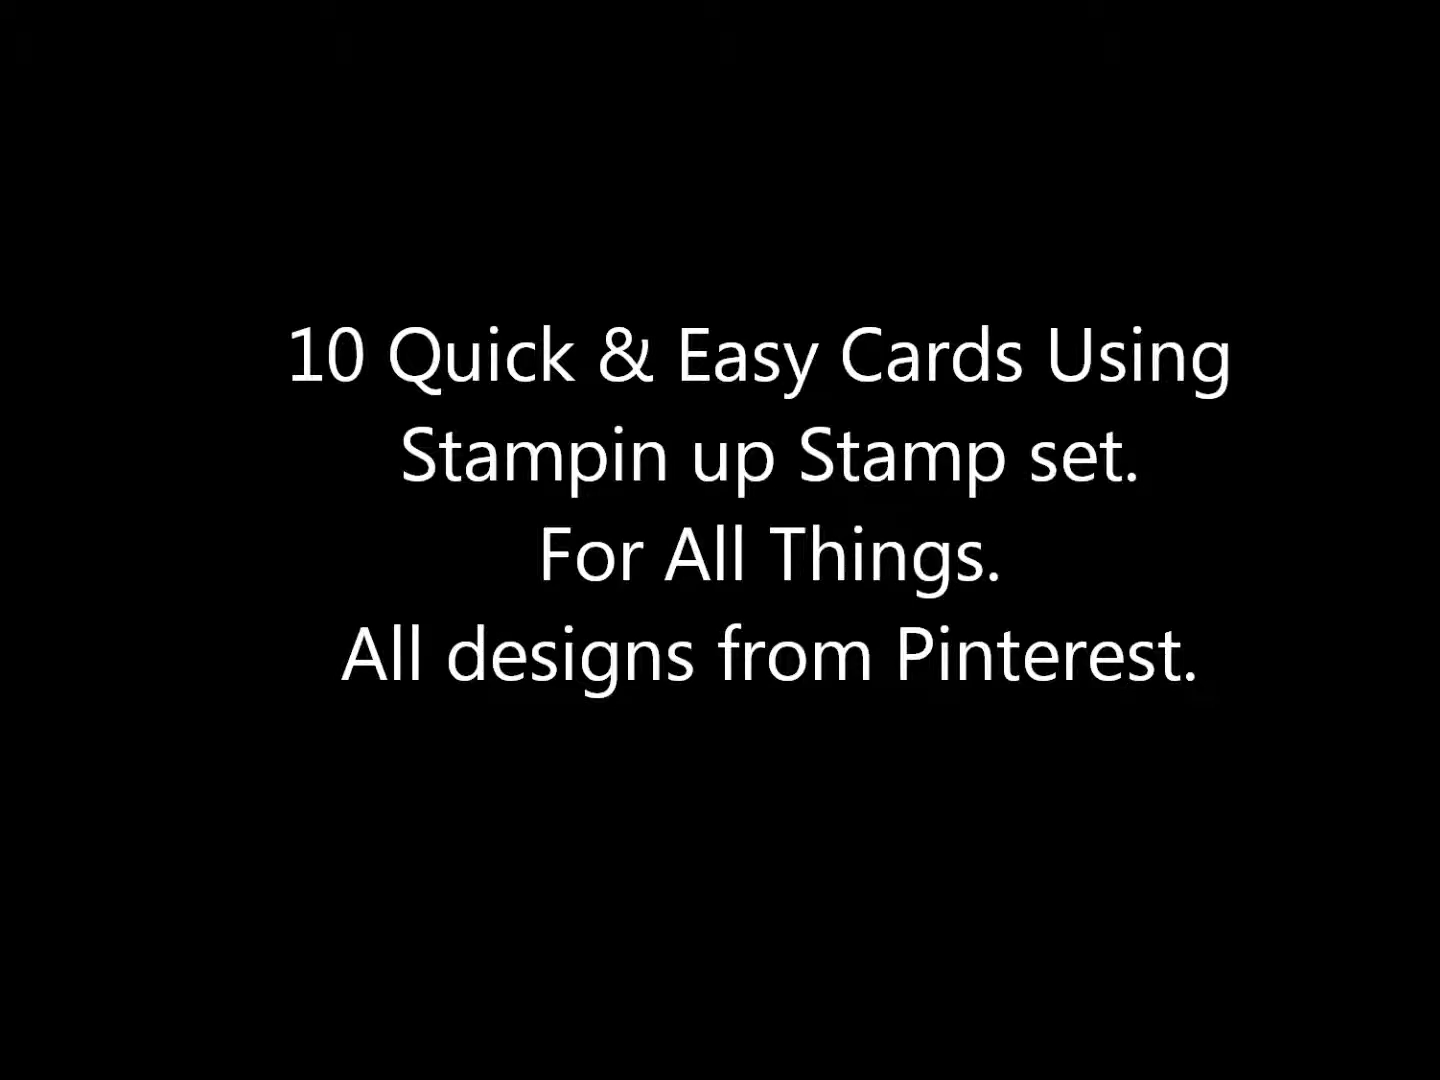 10 Quick & Easy Cards Using
Stampin up Stamp set.
For All Things.
All designs from Pinterest.